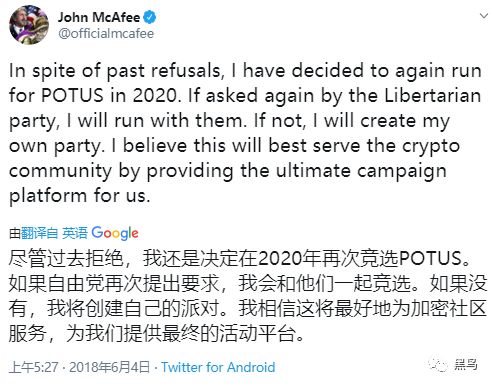 John McAfee
@officialmcafee
In spite of past refusals, I have decided to again run
for POTUS in 2020. If asked again by the Libertarian
party, I will run with them. If not, I will create my
own party. I believe this will best serve the crypto
community by providing the ultimate campaign
platform for us.
由翻译自 英语 Google
尽管过去拒绝，我还是决定在2020年再次竞选POTUS。
如果自由党再次提出要求，我会和他们一起竞选。如果没
有，我将创建自己的派对。我相信这将最好地为加密社区
服务，为我们提供最终的活动平台。
上午5:27 · 2018年6月4日 · Twitter for Android
黑鸟